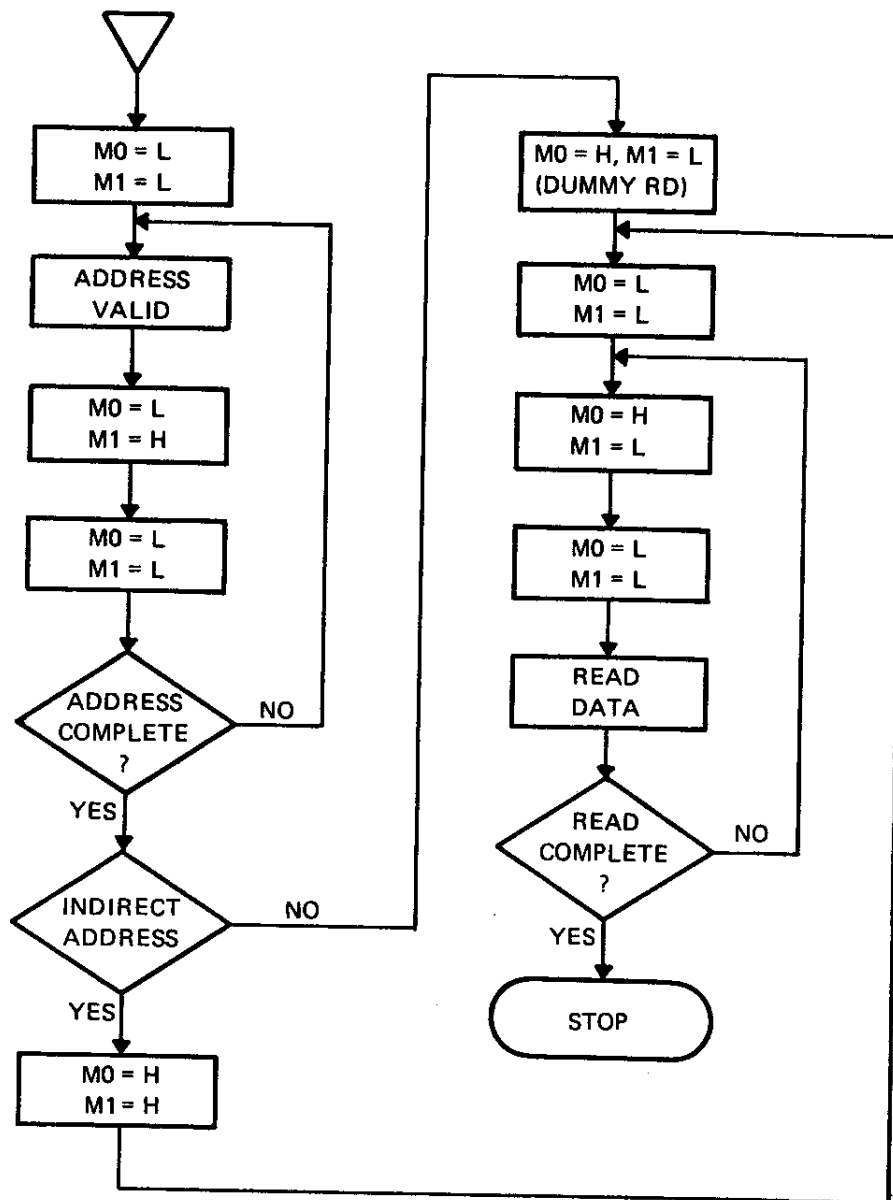 M0 = L
M1 = L
ADDRESS
VALID
M0 = L
M1 = H
M0 = L
M1 = L
ADDRESS
COMPLETE
?
NO
YES
INDIRECT
ADDRESS
NO
YES
M0 = H
M1 = H
M0 = H, M1 = L
(DUMMY RD)
M0 = L
M1 = L
M0 = H
M1 = L
M0 = L
M1 = L
READ
DATA
READ
COMPLETE
?
NO
YES
STOP